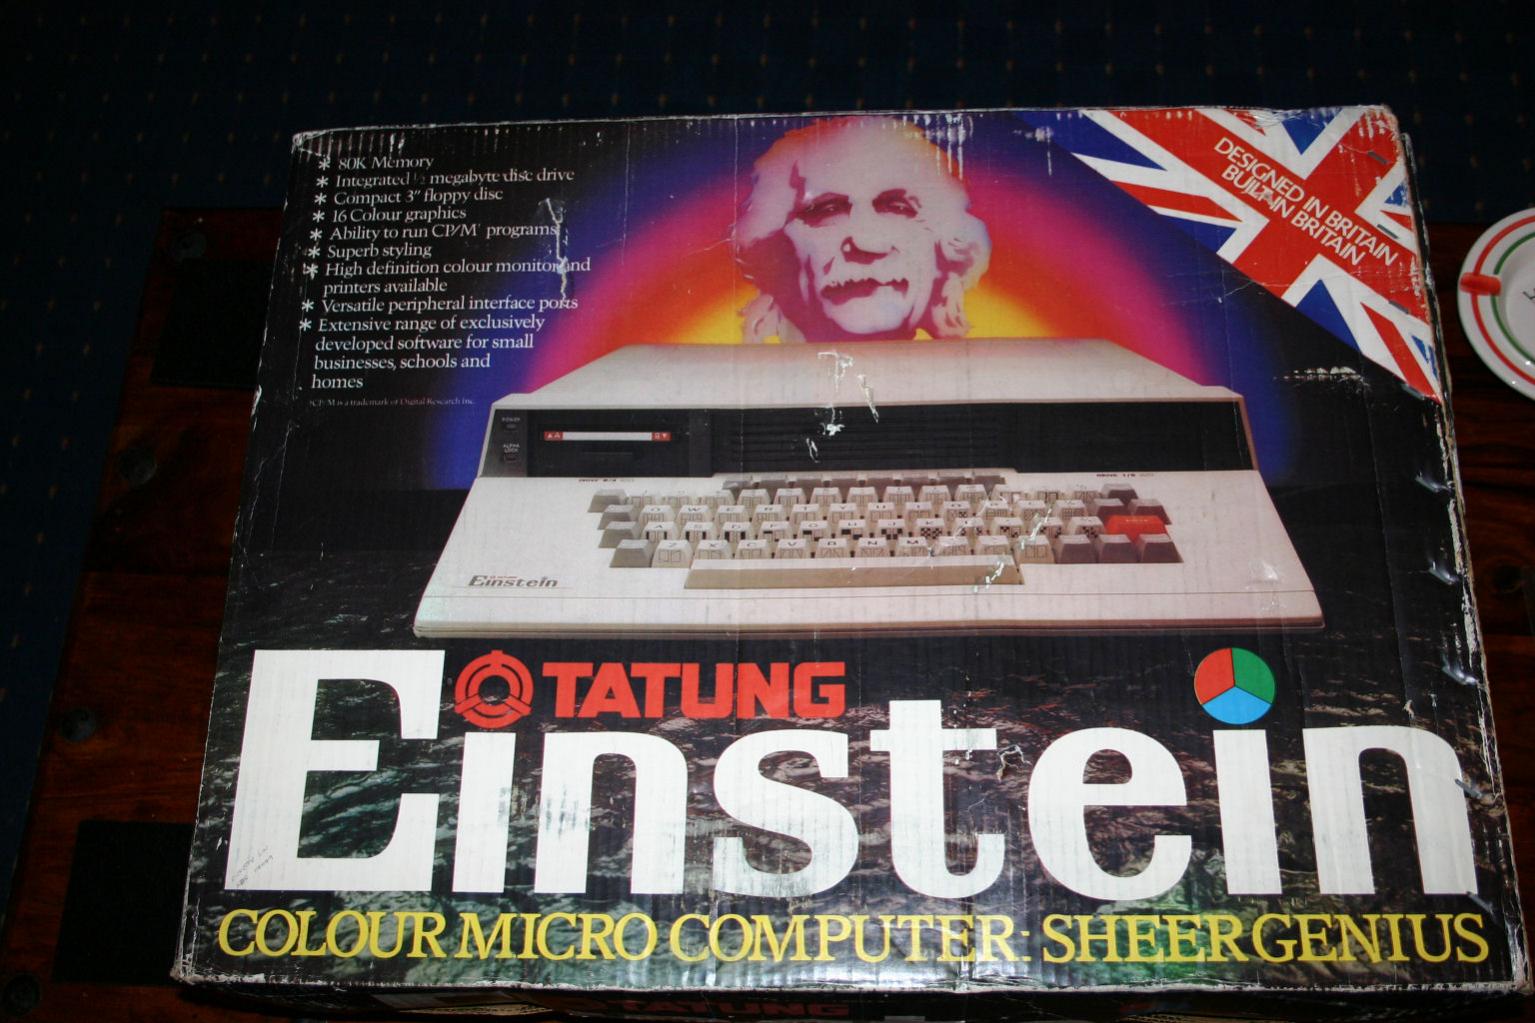 * 80K Memory
* Integrated ½ megabyte disc drive
* Compact 3" floppy disc
* 16 Colour graphics
* Ability to run CP/M* programs
* Superb styling
* High definition colour monitor and
printers available
* Versatile peripheral interface ports
* Extensive range of exclusively
developed software for small
businesses, schools and
homes
*CP/M is a trademark of Digital Research Inc.
DESIGNED IN BRITAIN
BUILT IN BRITAIN
POWER
ALPHA
LOCK
Q W E R T Y U I O P
A S D F G H J K L
Z X C V B N M
Einstein
TATUNG
Einstein
COLOUR MICRO COMPUTER: SHEER GENIUS
TATUNG